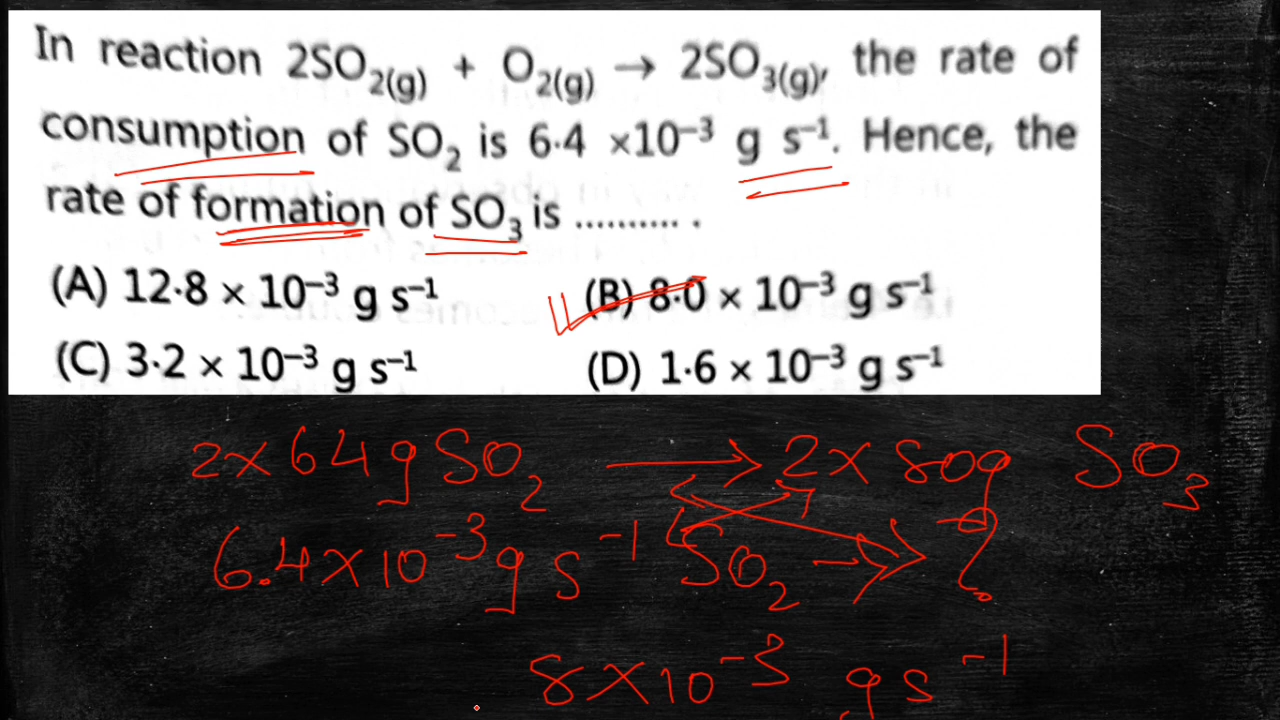 In reaction 2SO₂(g) + O₂(g) → 2SO₃(g), the rate of
consumption of SO₂ is 6·4 ×10⁻³ g s⁻¹. Hence, the
rate of formation of SO₃ is .......... .
(A) 12·8 × 10⁻³ g s⁻¹ (B) 8·0 × 10⁻³ g s⁻¹
(C) 3·2 × 10⁻³ g s⁻¹ (D) 1·6 × 10⁻³ g s⁻¹
2×64g SO₂ → 2×80g SO₃
6.4×10⁻³ g s⁻¹ SO₂ → ?
8×10⁻³ g s⁻¹